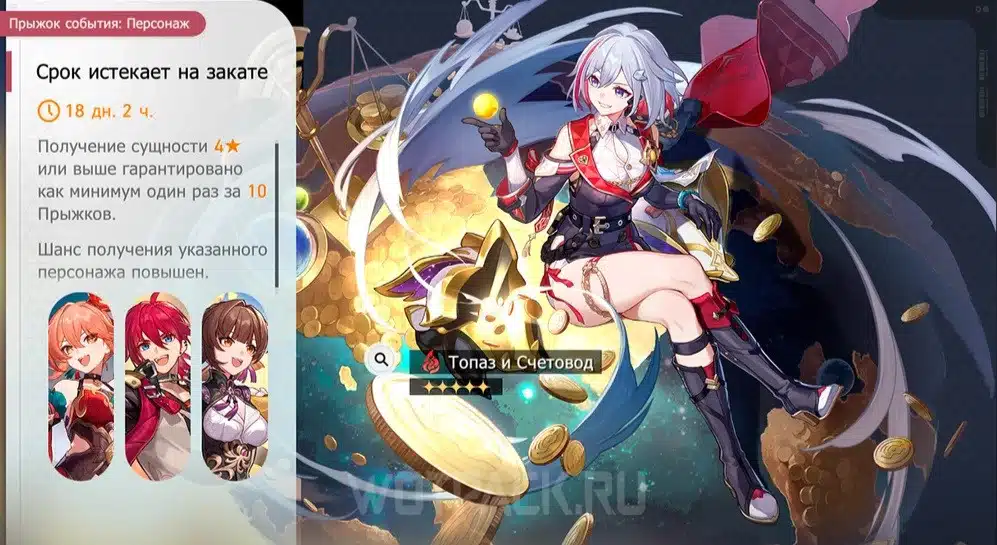 Прыжок события: Персонаж
Срок истекает на закате
18 дн. 2 ч.
Получение сущности 4★
или выше гарантировано
как минимум один раз за 10
Прыжков.
Шанс получения указанного
персонажа повышен.
Топаз и Счетовод
WOTPACK.RU